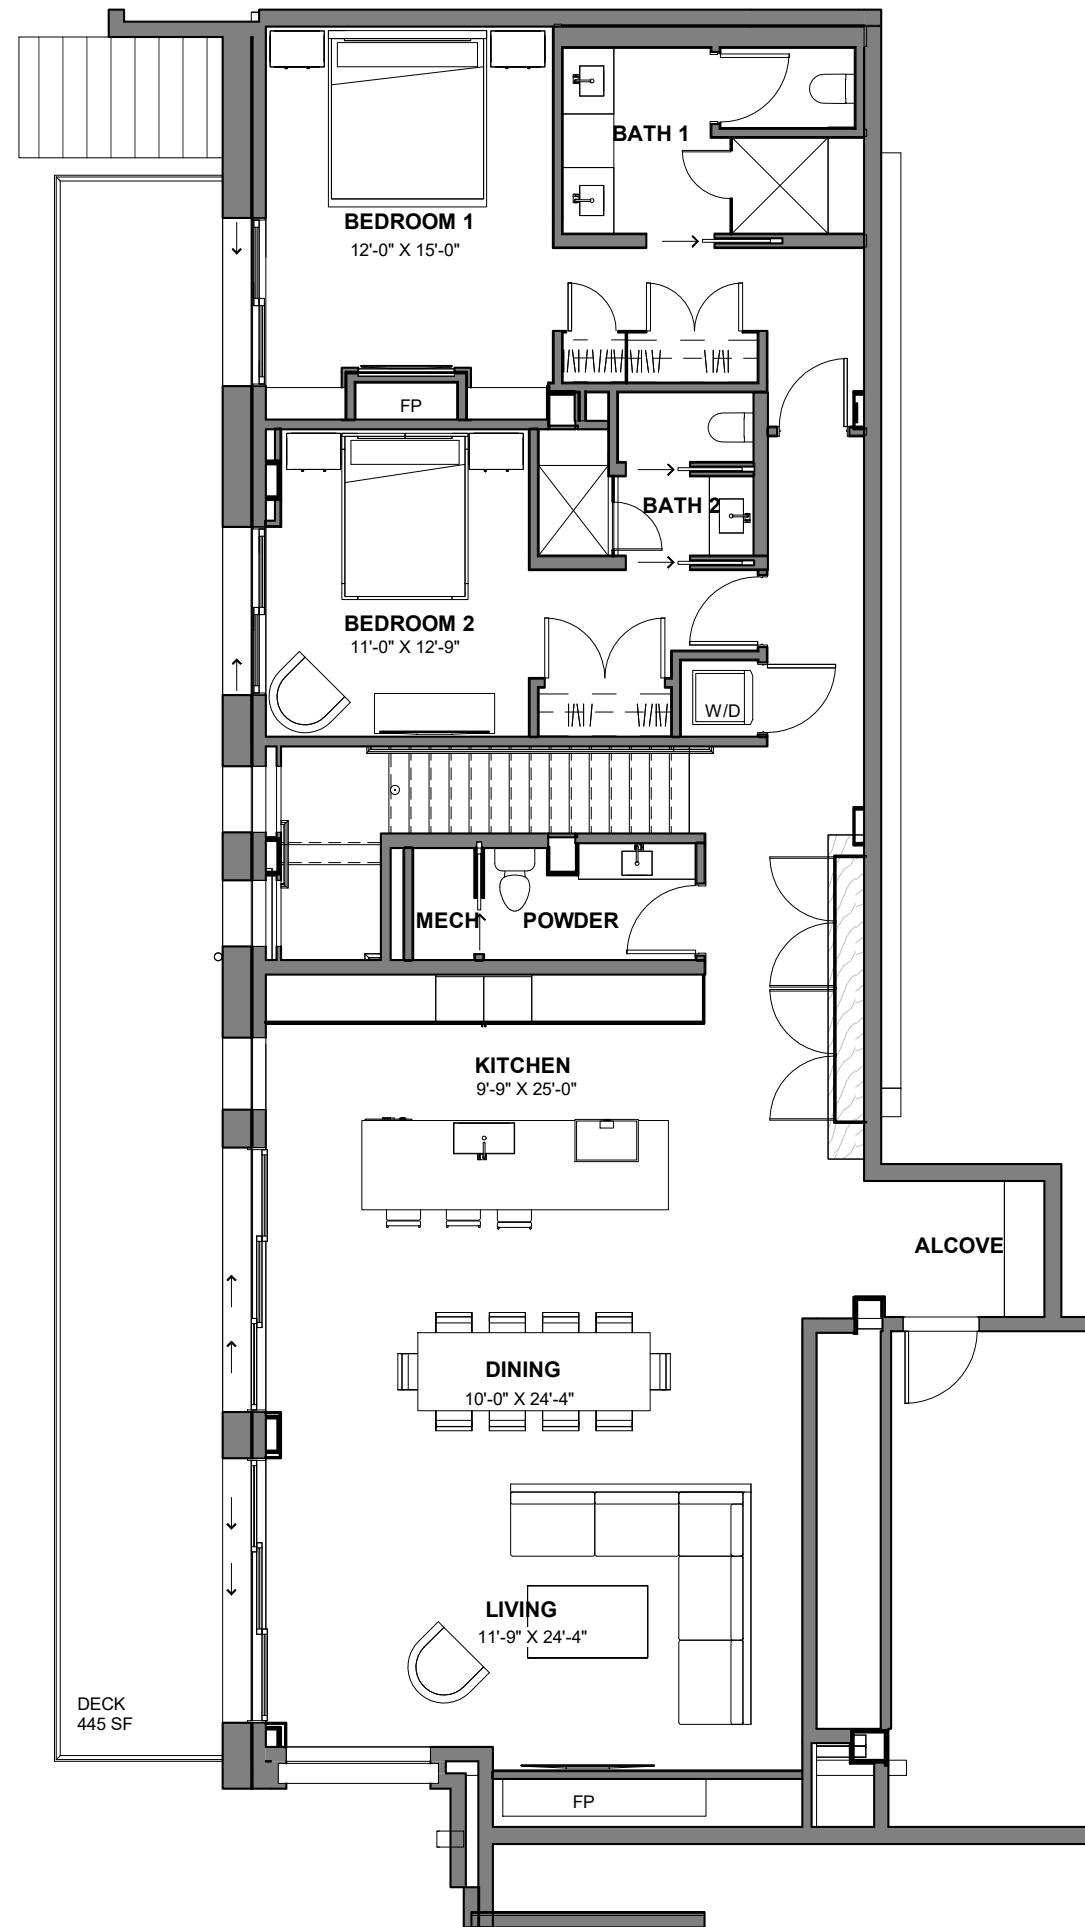 BATH 1
BEDROOM 1
12'-0" X 15'-0"
FP
BATH 2
BEDROOM 2
11'-0" X 12'-9"
W/D
MECH
POWDER
KITCHEN
9'-9" X 25'-0"
ALCOVE
DINING
10'-0" X 24'-4"
LIVING
11'-9" X 24'-4"
DECK
445 SF
FP